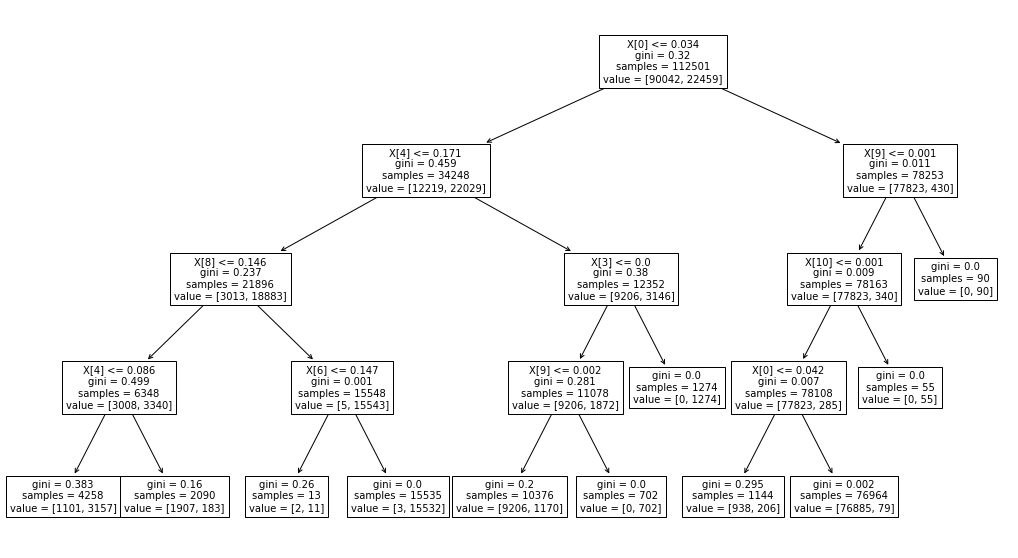 X[0] <= 0.034
gini = 0.32
samples = 112501
value = [90042, 22459]
X[4] <= 0.171
gini = 0.459
samples = 34248
value = [12219, 22029]
X[9] <= 0.001
gini = 0.011
samples = 78253
value = [77823, 430]
X[8] <= 0.146
gini = 0.237
samples = 21896
value = [3013, 18883]
X[3] <= 0.0
gini = 0.38
samples = 12352
value = [9206, 3146]
X[10] <= 0.001
gini = 0.009
samples = 78163
value = [77823, 340]
gini = 0.0
samples = 90
value = [0, 90]
X[4] <= 0.086
gini = 0.499
samples = 6348
value = [3008, 3340]
X[6] <= 0.147
gini = 0.001
samples = 15548
value = [5, 15543]
X[9] <= 0.002
gini = 0.281
samples = 11078
value = [9206, 1872]
gini = 0.0
samples = 1274
value = [0, 1274]
X[0] <= 0.042
gini = 0.007
samples = 78108
value = [77823, 285]
gini = 0.0
samples = 55
value = [0, 55]
gini = 0.383
samples = 4258
value = [1101, 3157]
gini = 0.16
samples = 2090
value = [1907, 183]
gini = 0.26
samples = 13
value = [2, 11]
gini = 0.0
samples = 15535
value = [3, 15532]
gini = 0.2
samples = 10376
value = [9206, 1170]
gini = 0.0
samples = 702
value = [0, 702]
gini = 0.295
samples = 1144
value = [938, 206]
gini = 0.002
samples = 76964
value = [76885, 79]